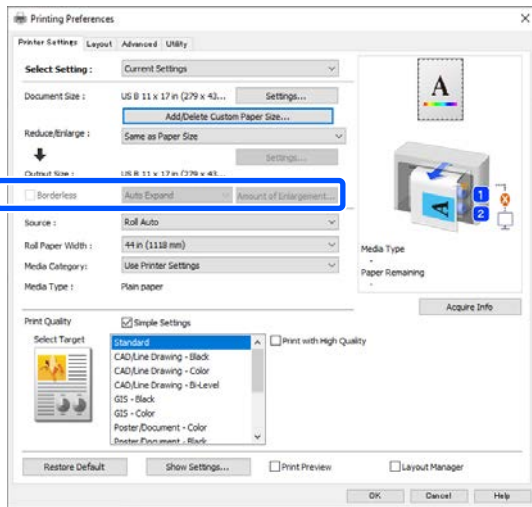 Printing Preferences
Printer Settings Layout Advanced Utility
Select Setting : Current Settings
Document Size : US B 11 x 17 in (279 x 43... Settings...
Add/Delete Custom Paper Size...
Reduce/Enlarge : Same as Paper Size
Settings...
Output Size : US B 11 x 17 in (279 x 43...
Borderless Auto Expand Amount of Enlargement...
Source : Roll Auto
Roll Paper Width : 44 in (1118 mm)
Media Category: Use Printer Settings
Media Type : Plain paper
A
A
1
2
Media Type
-
Paper Remaining
-
Acquire Info
Print Quality Simple Settings
Select Target
Standard
CAD/Line Drawing - Black
CAD/Line Drawing - Color
CAD/Line Drawing - Bi-Level
GIS - Black
GIS - Color
Poster/Document - Color
Poster/Document - Black
Print with High Quality
Restore Default Show Settings... Print Preview Layout Manager
OK Cancel Help